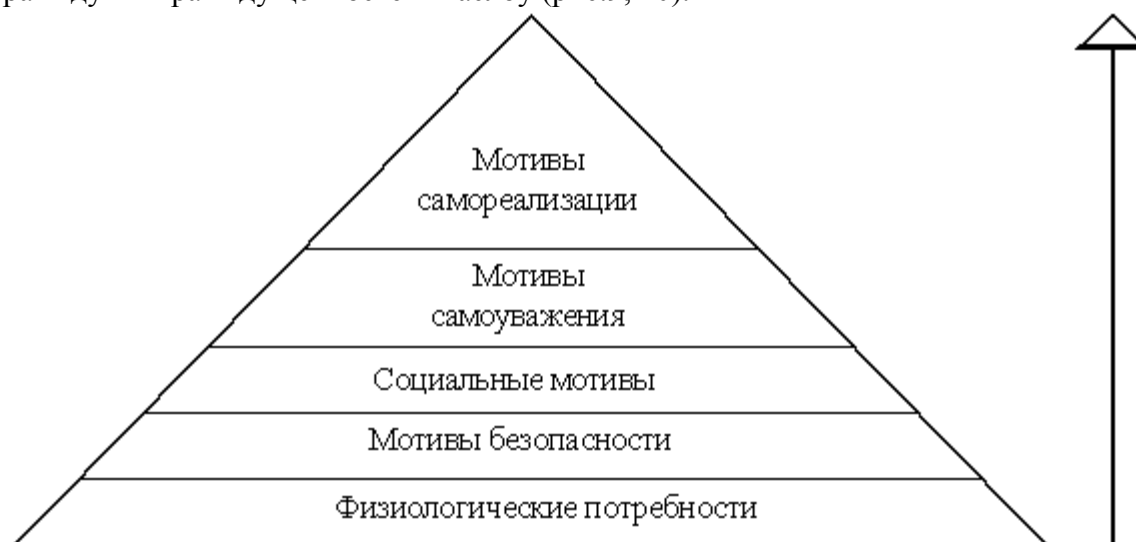 Мотивы
самореализации
Мотивы
самоуважения
Социальные мотивы
Мотивы безопасности
Физиологические потребности